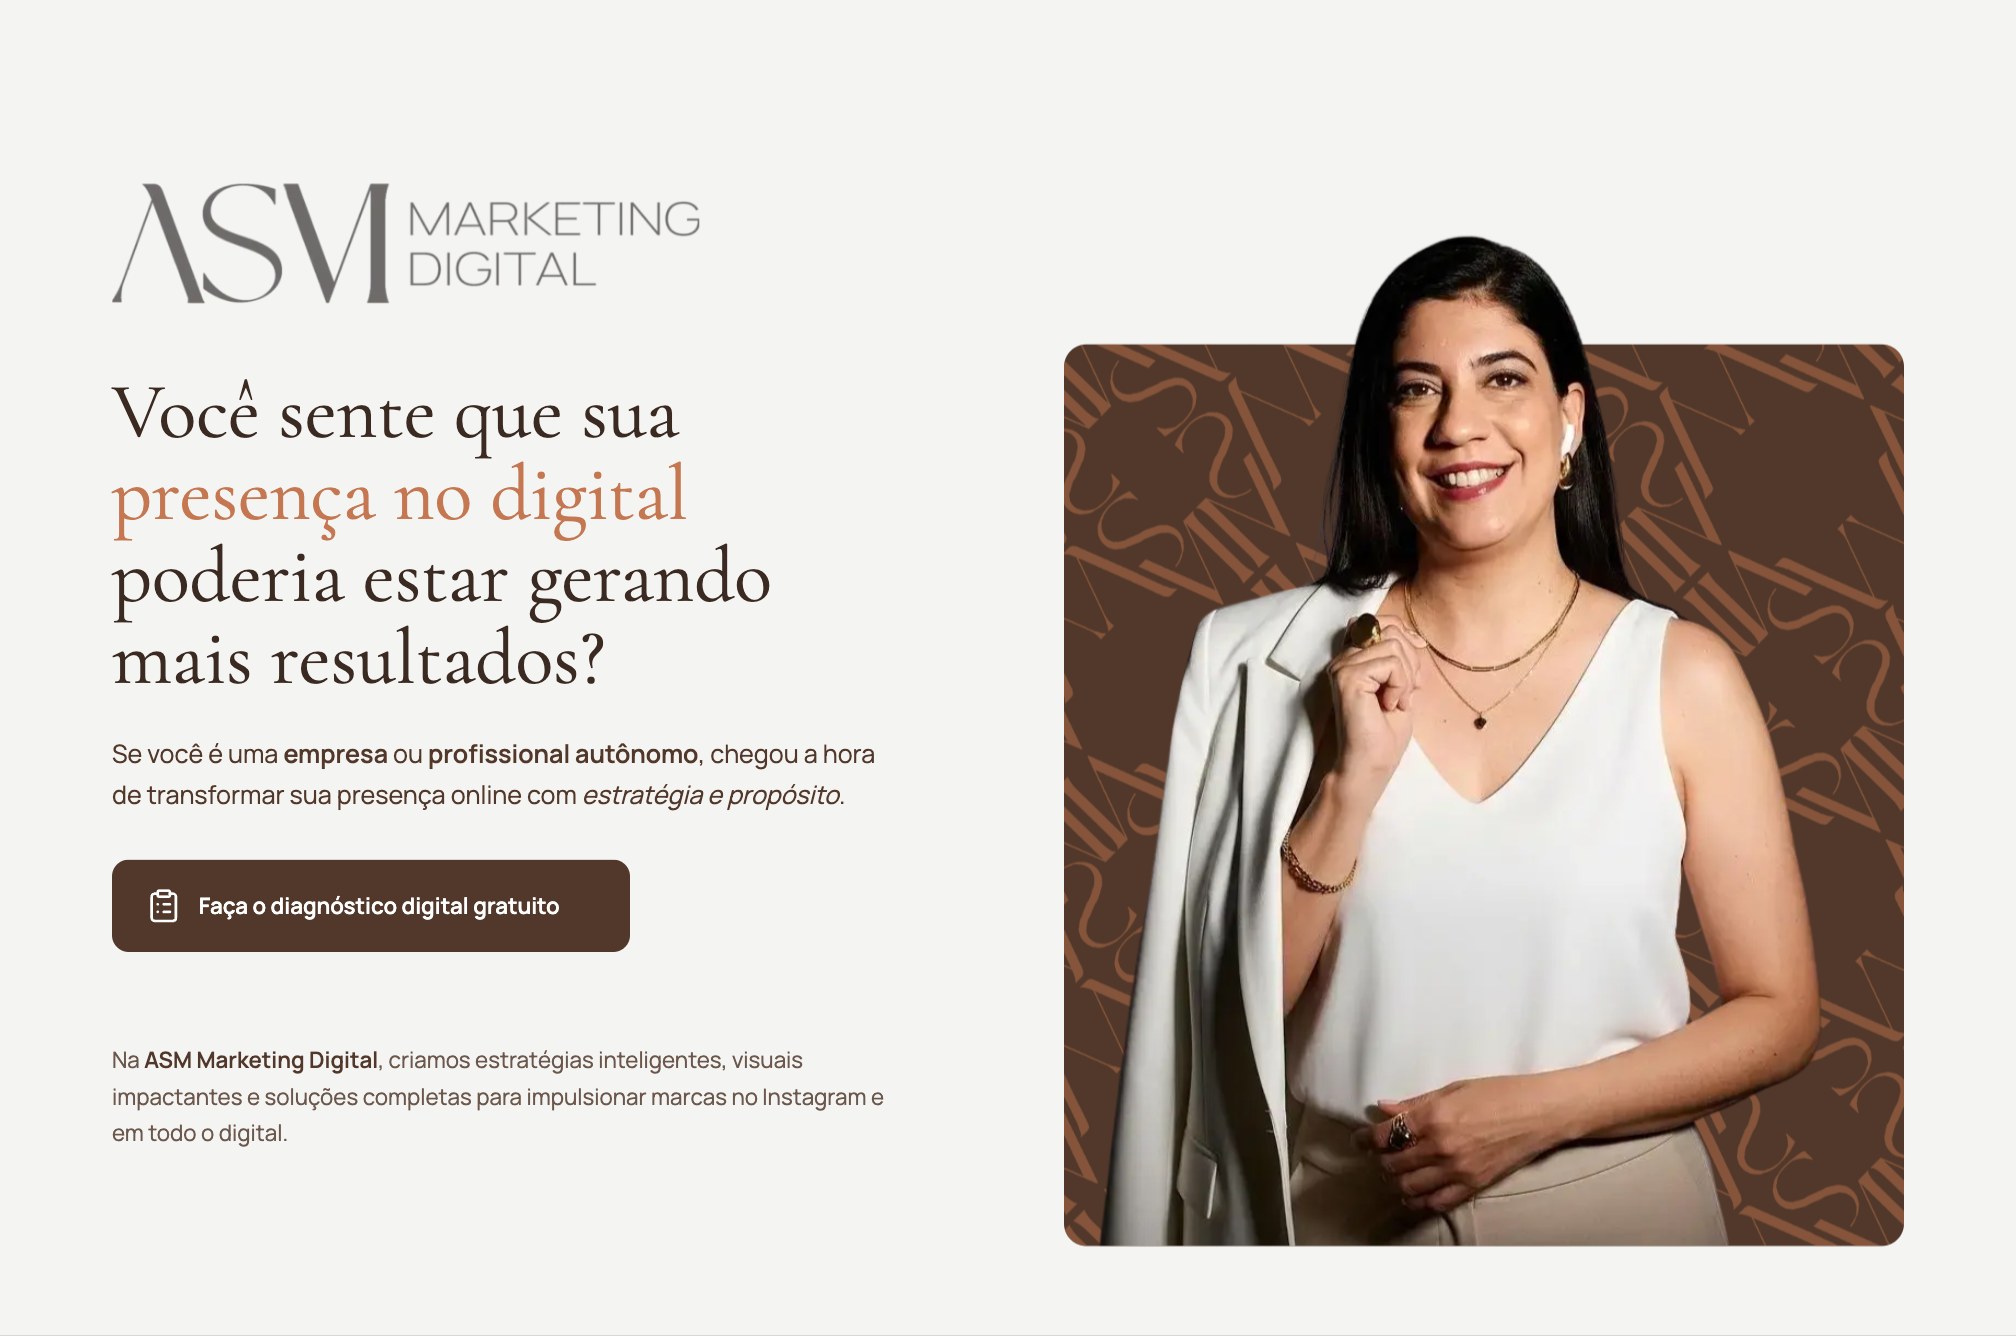 ASM MARKETING
DIGITAL
Você sente que sua
presença no digital
poderia estar gerando
mais resultados?
Se você é uma empresa ou profissional autônomo, chegou a hora
de transformar sua presença online com estratégia e propósito.
Faça o diagnóstico digital gratuito
Na ASM Marketing Digital, criamos estratégias inteligentes, visuais
impactantes e soluções completas para impulsionar marcas no Instagram e
em todo o digital.